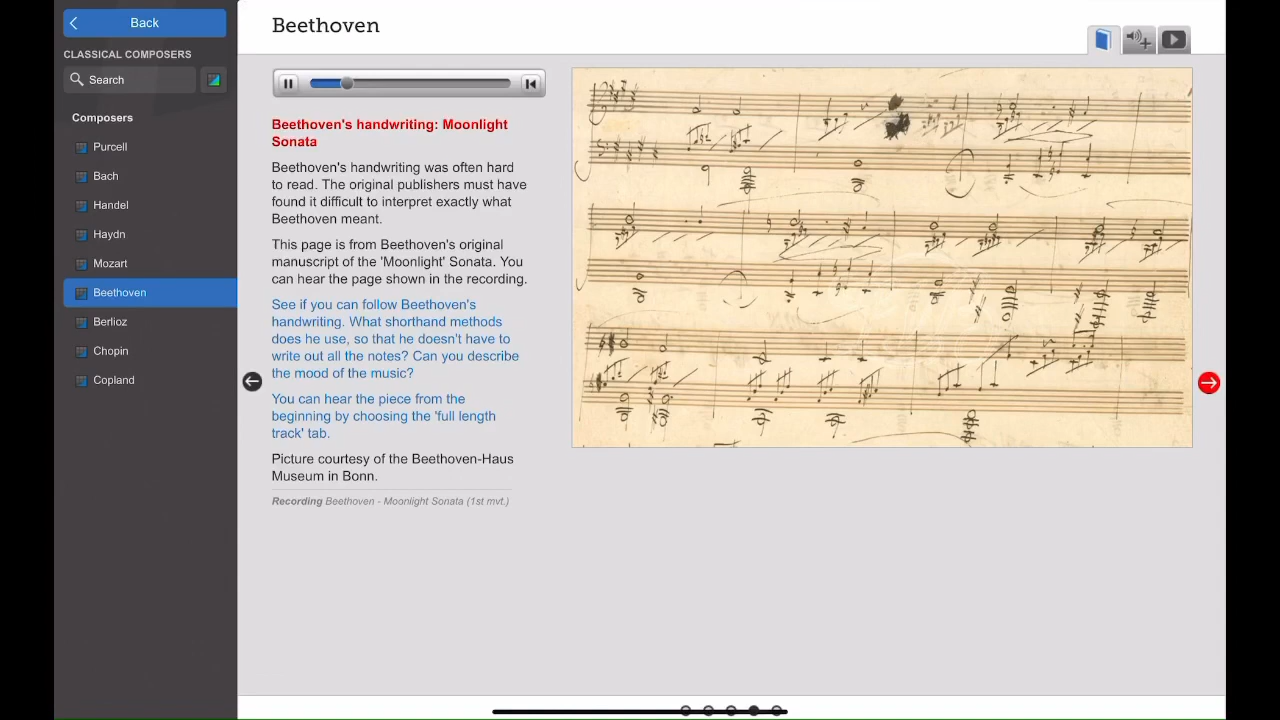 Back
CLASSICAL COMPOSERS
Search
Composers
Purcell
Bach
Handel
Haydn
Mozart
Beethoven
Berlioz
Chopin
Copland
Beethoven
Beethoven's handwriting: Moonlight
Sonata
Beethoven's handwriting was often hard
to read. The original publishers must have
found it difficult to interpret exactly what
Beethoven meant.
This page is from Beethoven's original
manuscript of the 'Moonlight' Sonata. You
can hear the page shown in the recording.
See if you can follow Beethoven's
handwriting. What shorthand methods
does he use, so that he doesn't have to
write out all the notes? Can you describe
the mood of the music?
You can hear the piece from the
beginning by choosing the 'full length
track' tab.
Picture courtesy of the Beethoven-Haus
Museum in Bonn.
Recording Beethoven - Moonlight Sonata (1st mvt.)